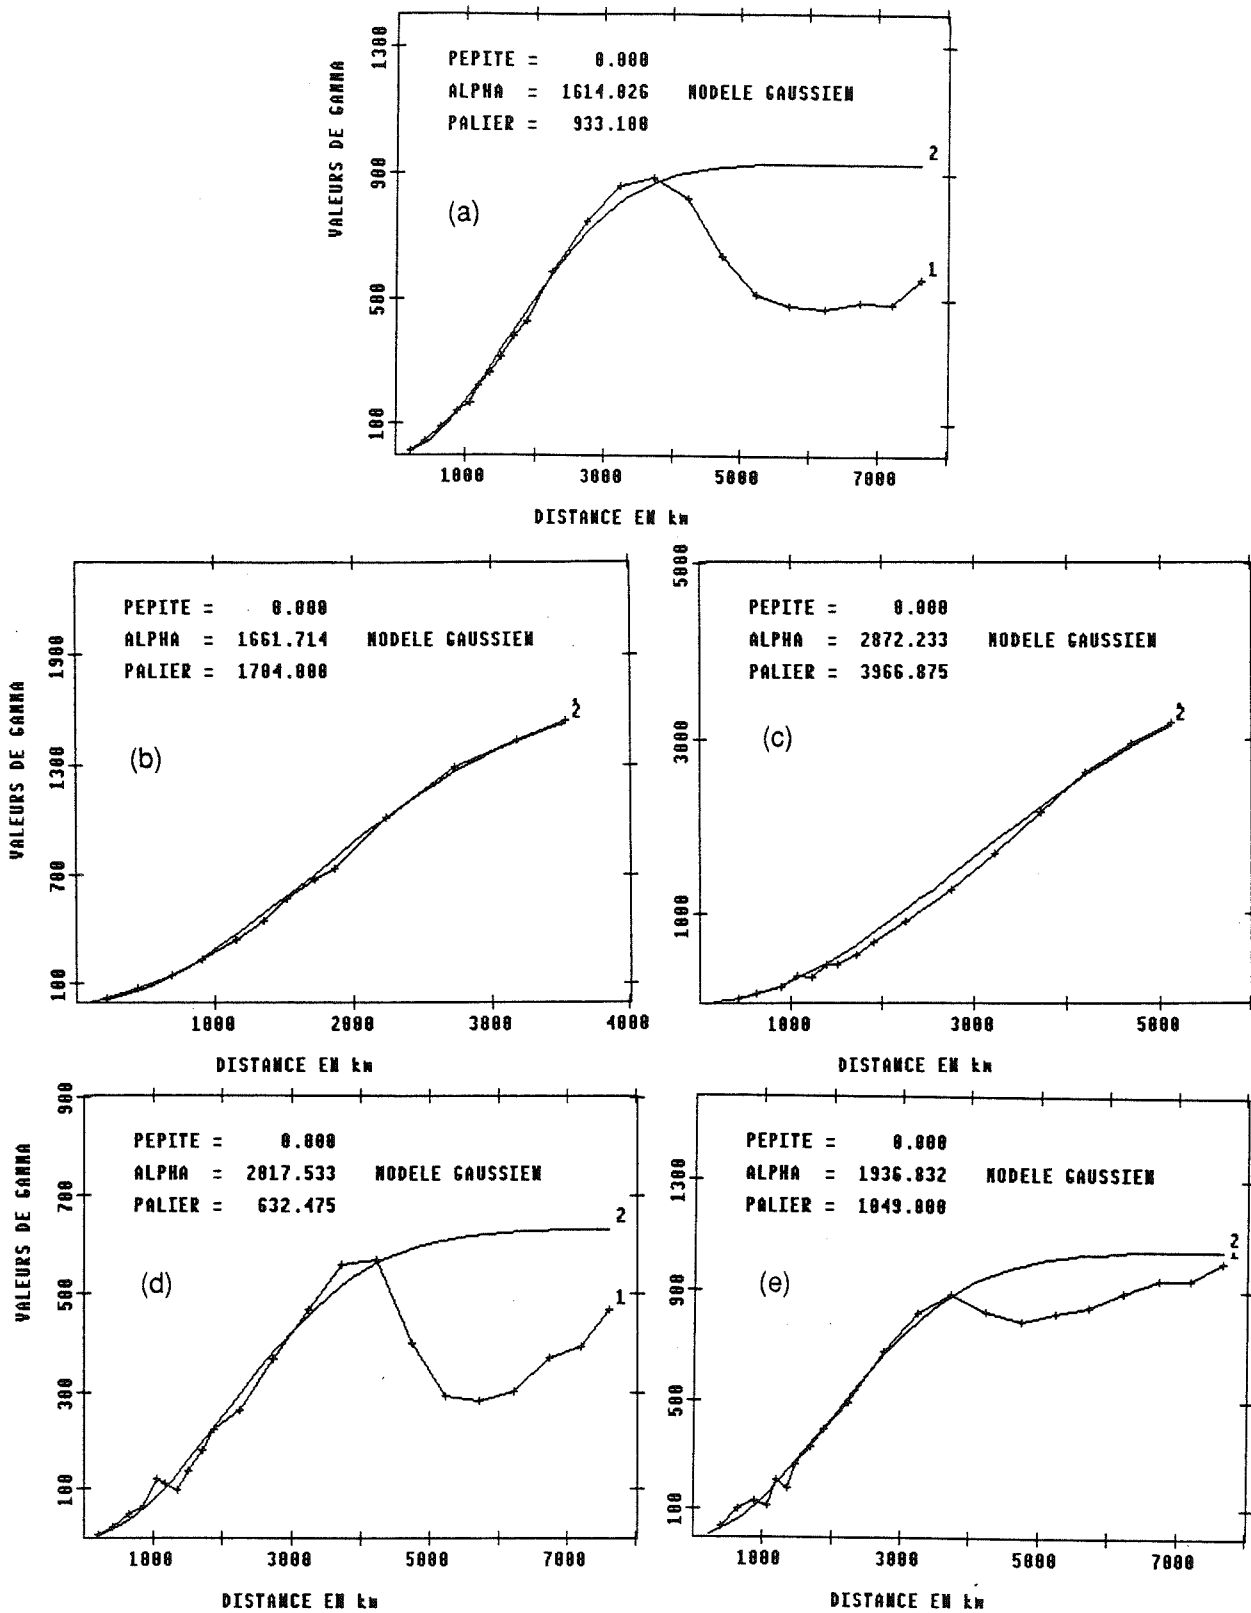 1300
900
500
100
VALEURS DE GAMMA
PEPITE = 0.000
ALPHA = 1614.026 MODELE GAUSSIEN
PALIER = 933.100
(a)
2
1
1000 3000 5000 7000
DISTANCE EN km
1900
1300
700
100
VALEURS DE GAMMA
PEPITE = 0.000
ALPHA = 1661.714 MODELE GAUSSIEN
PALIER = 1704.000
(b)
1
2
1000 2000 3000 4000
DISTANCE EN km
5000
3000
1000
PEPITE = 0.000
ALPHA = 2872.233 MODELE GAUSSIEN
PALIER = 3966.875
(c)
1
2
1000 3000 5000
DISTANCE EN km
900
700
500
300
100
VALEURS DE GAMMA
PEPITE = 0.000
ALPHA = 2017.533 MODELE GAUSSIEN
PALIER = 632.475
(d)
2
1
1000 3000 5000 7000
DISTANCE EN km
1300
900
500
100
PEPITE = 0.000
ALPHA = 1936.832 MODELE GAUSSIEN
PALIER = 1049.000
(e)
2
1
1000 3000 5000 7000
DISTANCE EN km